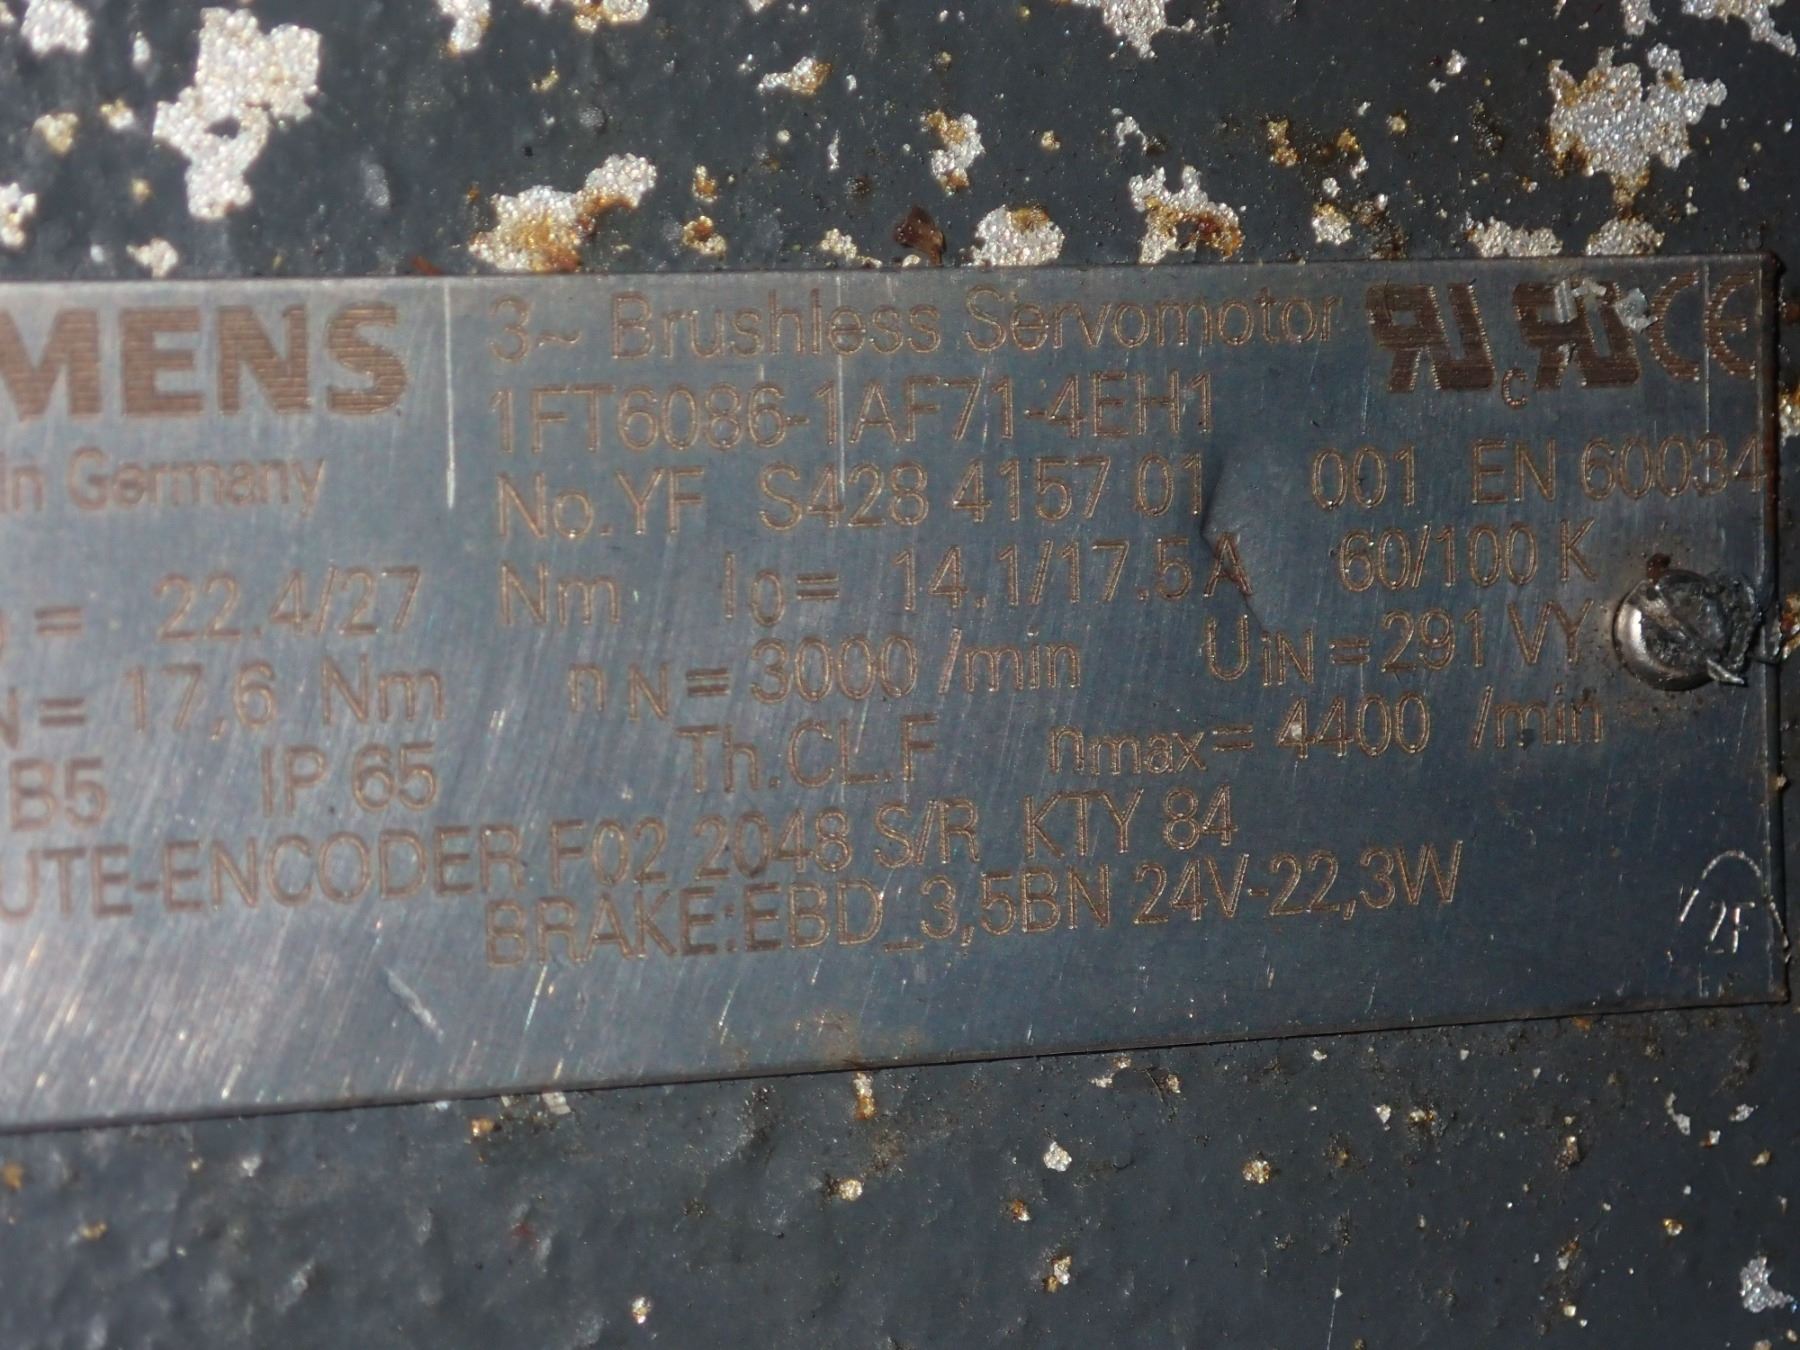 MENS 3~ Brushless Servomotor
1FT6086-1AF71-4EH1
in Germany No.YF S428 4157 01 001 EN 60034
= 22.4/27 Nm I0= 14,1/17.5 A 60/100 K
N= 17,6 Nm nN= 3000 /min UiN=291 VY
B5 IP 65 Th.CL.F nmax= 4400 /min
UTE-ENCODER F02 2048 S/R KTY 84
BRAKE:EBD_3,5BN 24V-22,3W
2F